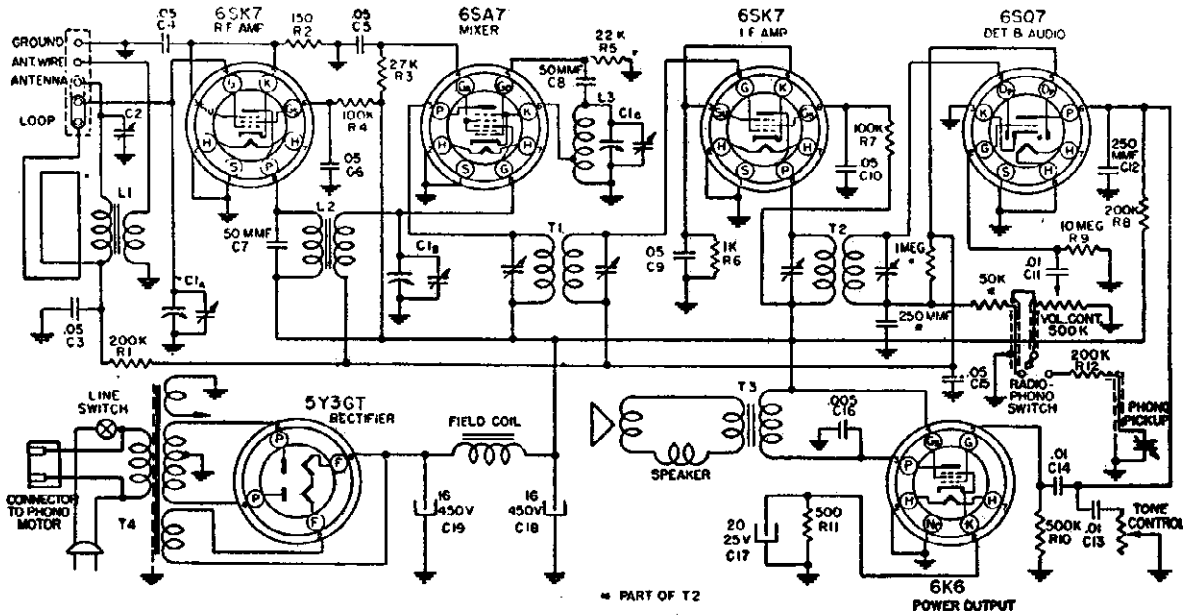 6SK7
R.F. AMP
6SA7
MIXER
6SK7
I.F. AMP
6SQ7
DET & AUDIO
GROUND
ANT. WIRE
ANTENNA
LOOP
.05
C4
150
R2
.05
C5
27K
R3
22K
R5
*
50MMF
C8
L3
C1C
C2
L1
100K
R4
.05
C6
L2
50 MMF
C7
C1B
C1A
.05
C3
200K
R1
T1
.05
C9
1K
R6
100K
R7
.05
C10
T2
1MEG
*
250MMF *
50K
*
250
MMF
C12
200K
R8
10MEG
R9
.01
C11
VOL. CONT.
500K
200K
R12
.05
C15
RADIO-
PHONO
SWITCH
PHONO
PICKUP
LINE
SWITCH
CONNECTOR
TO PHONO
MOTOR
T4
5Y3GT
RECTIFIER
P
P
F
F
FIELD COIL
16
450V
C19
16
450V
C18
SPEAKER
T3
.005
C16
20
25V
C17
500
R11
6K6
POWER OUTPUT
500K
R10
.01
C14
.01
C13
TONE
CONTROL
* PART OF T2